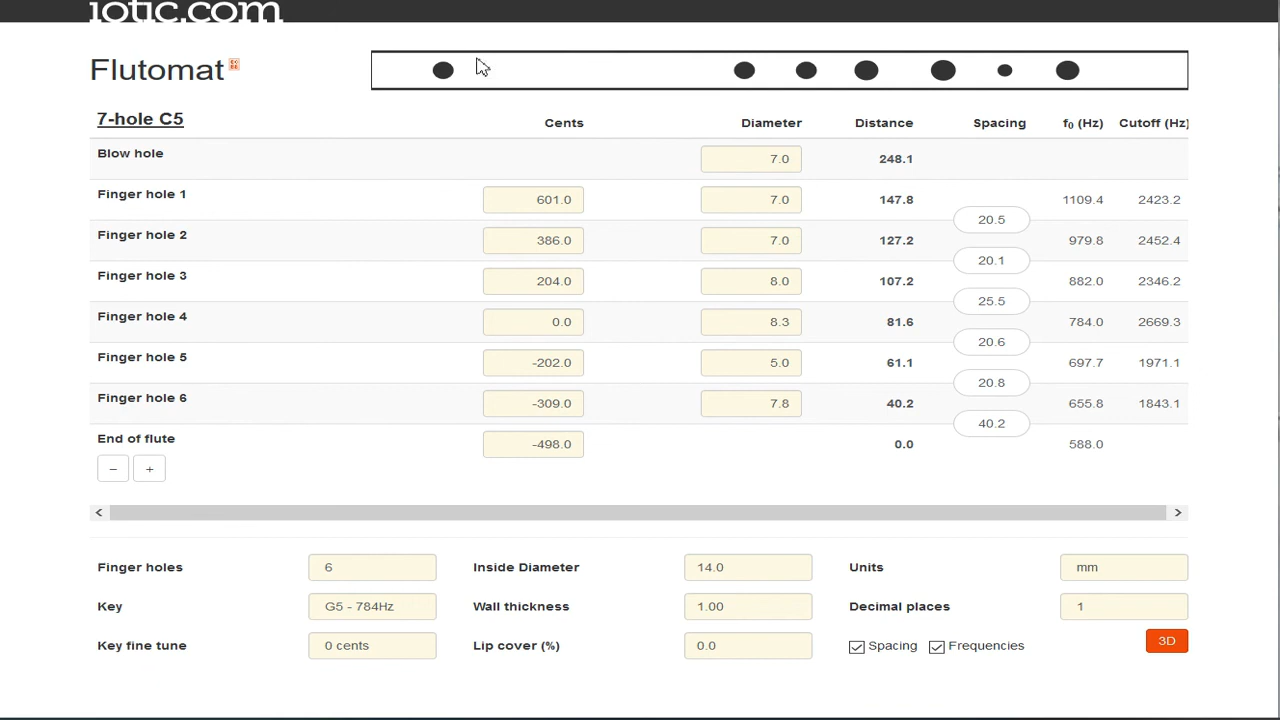 iotic.com
Flutomat
7-hole C5 Cents Diameter Distance Spacing f₀ (Hz) Cutoff (Hz)
Blow hole 7.0 248.1
Finger hole 1 601.0 7.0 147.8 1109.4 2423.2
20.5
Finger hole 2 386.0 7.0 127.2 979.8 2452.4
20.1
Finger hole 3 204.0 8.0 107.2 882.0 2346.2
25.5
Finger hole 4 0.0 8.3 81.6 784.0 2669.3
20.6
Finger hole 5 -202.0 5.0 61.1 697.7 1971.1
20.8
Finger hole 6 -309.0 7.8 40.2 655.8 1843.1
40.2
End of flute -498.0 0.0 588.0
− +
< >
Finger holes 6 Inside Diameter 14.0 Units mm
Key G5 - 784Hz Wall thickness 1.00 Decimal places 1
Key fine tune 0 cents Lip cover (%) 0.0 Spacing Frequencies 3D